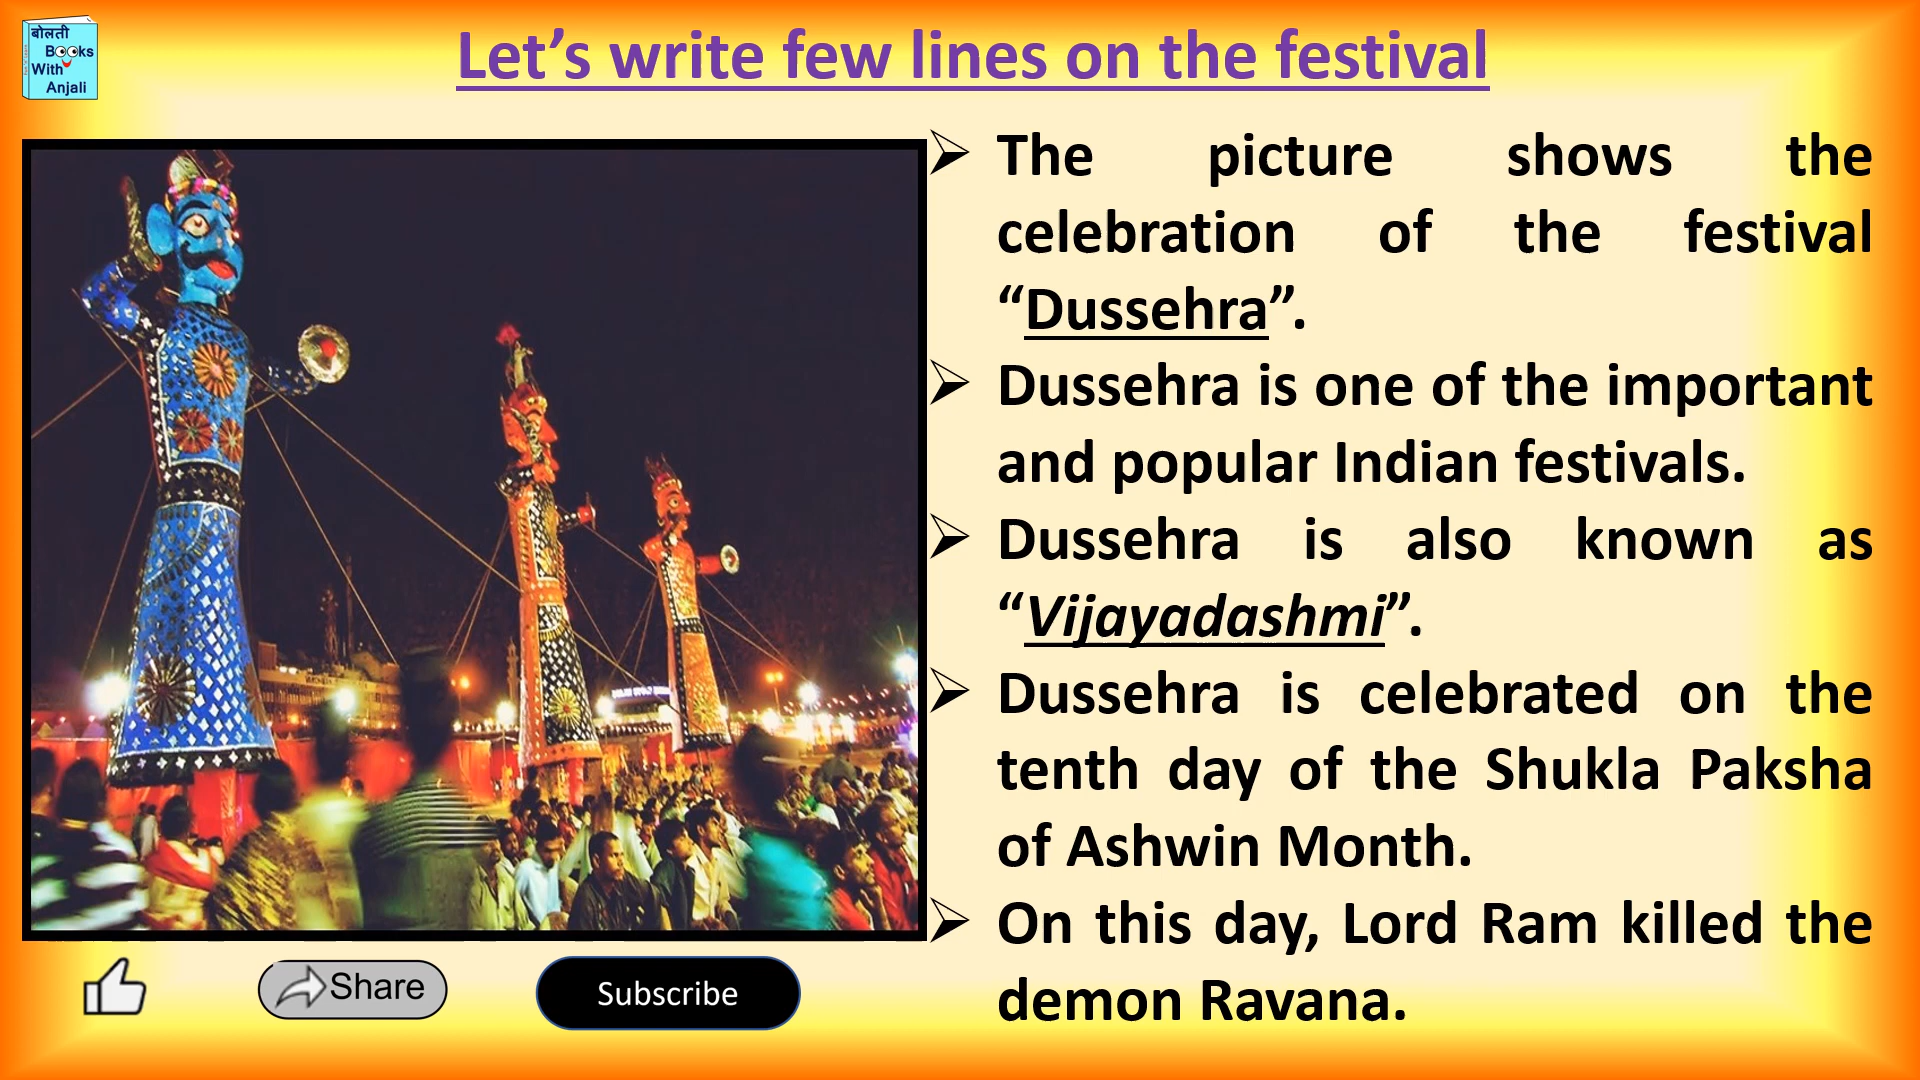 बोलती
Books
With
Anjali
Let’s write few lines on the festival
➢ The picture shows the
celebration of the festival
“Dussehra”.
➢ Dussehra is one of the important
and popular Indian festivals.
➢ Dussehra is also known as
“Vijayadashmi”.
➢ Dussehra is celebrated on the
tenth day of the Shukla Paksha
of Ashwin Month.
➢ On this day, Lord Ram killed the
demon Ravana.
Share
Subscribe